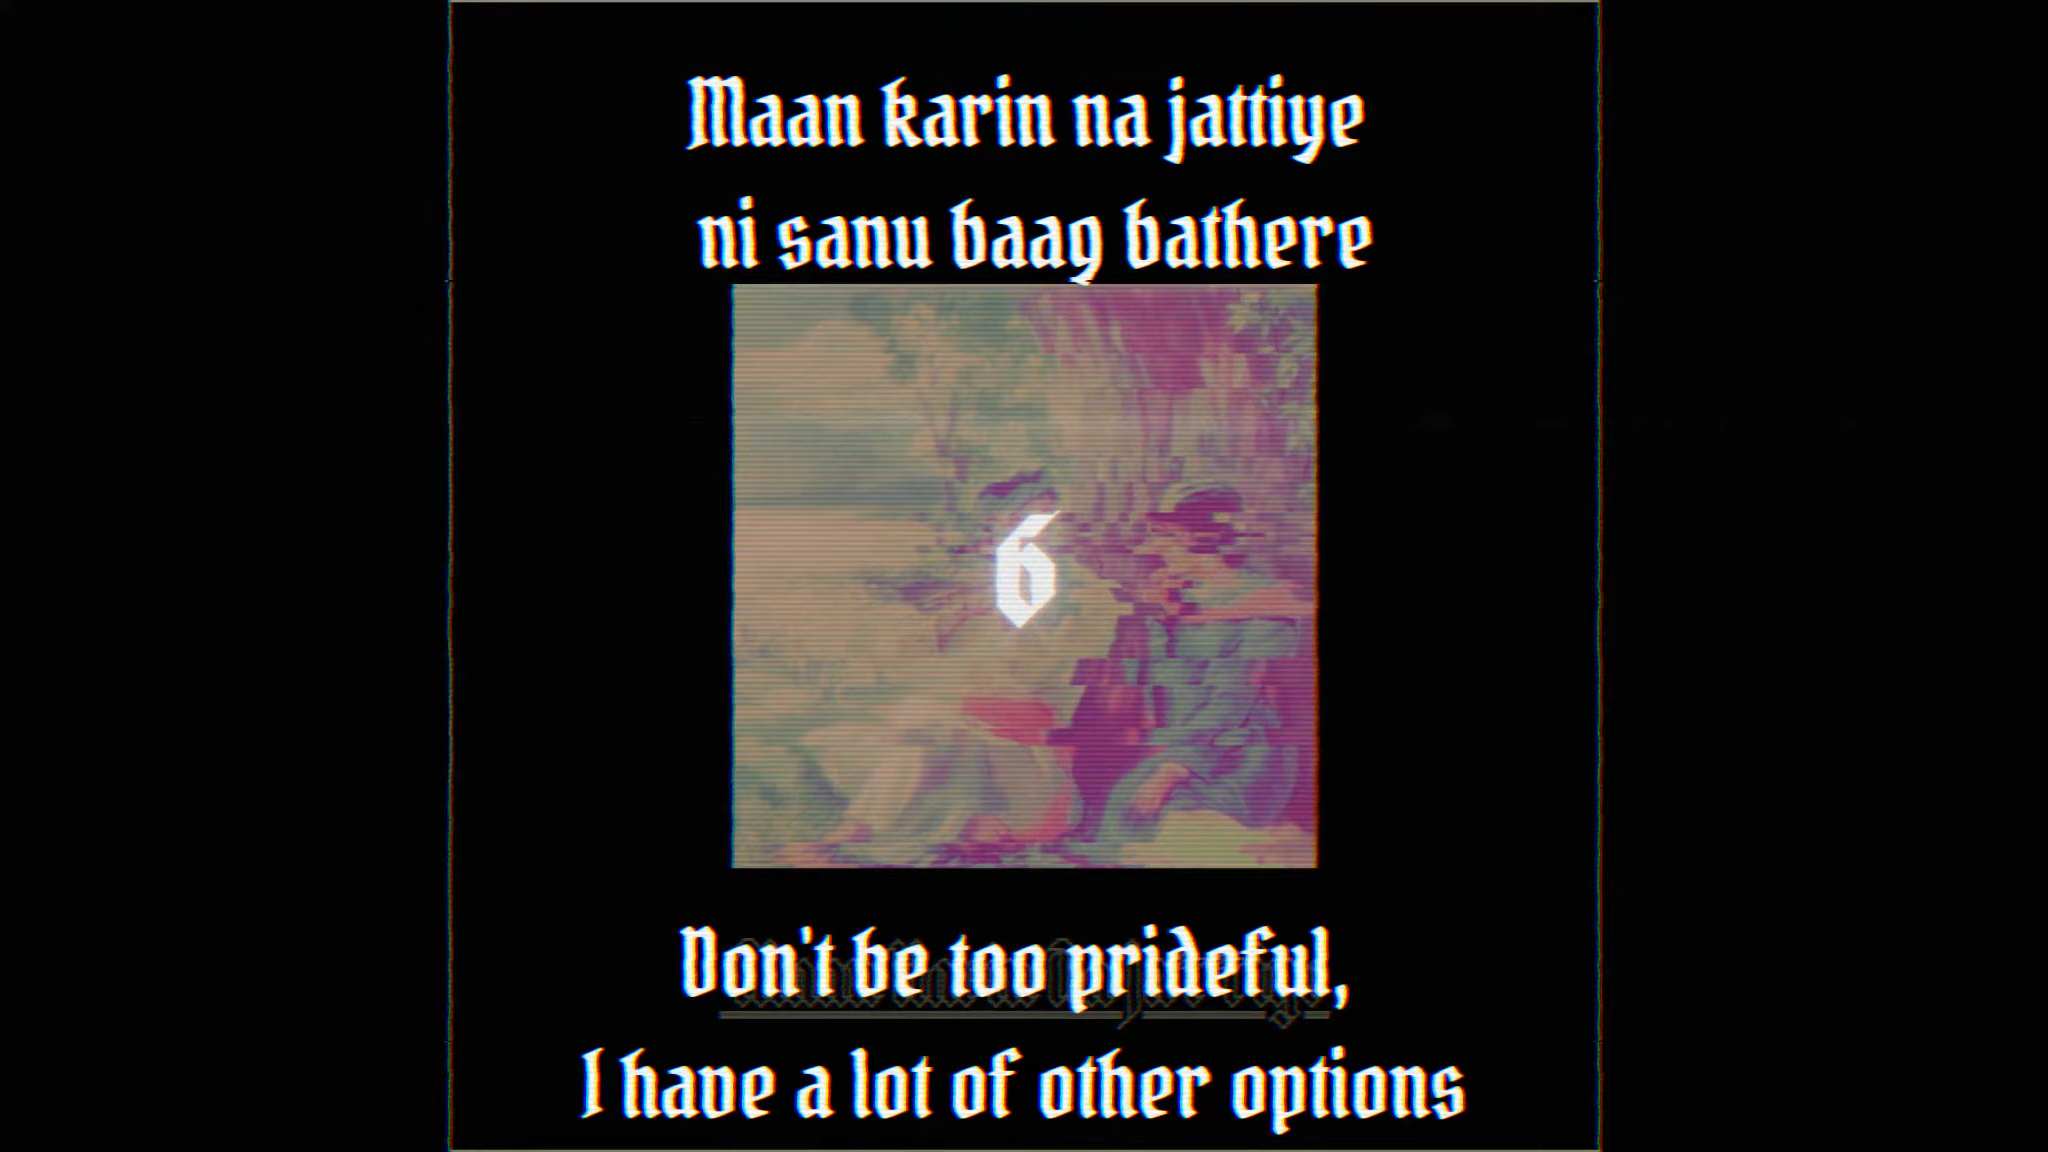 Maan karin na jattiye
ni sanu baag bathere
6
Don't be too prideful,
I have a lot of other options